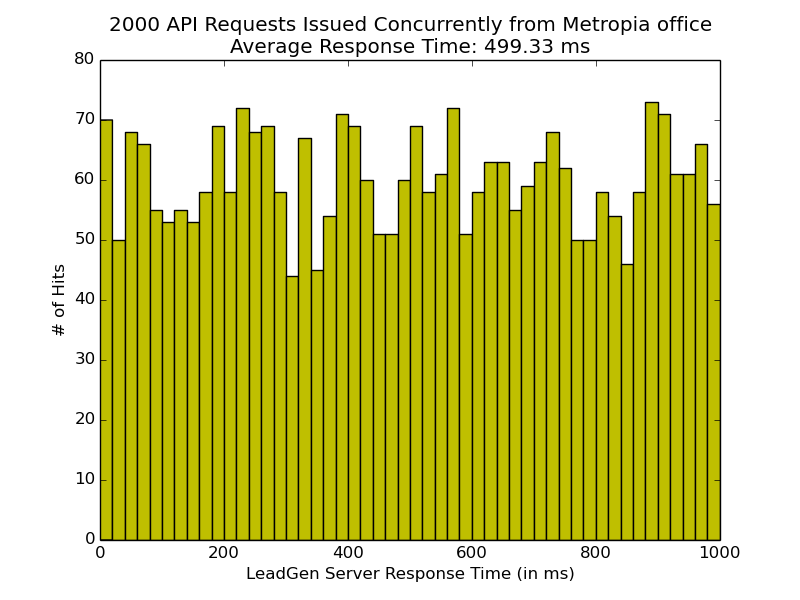 2000 API Requests Issued Concurrently from Metropia office
Average Response Time: 499.33 ms
80
70
60
50
40
30
20
10
0
# of Hits
0 200 400 600 800 1000
LeadGen Server Response Time (in ms)